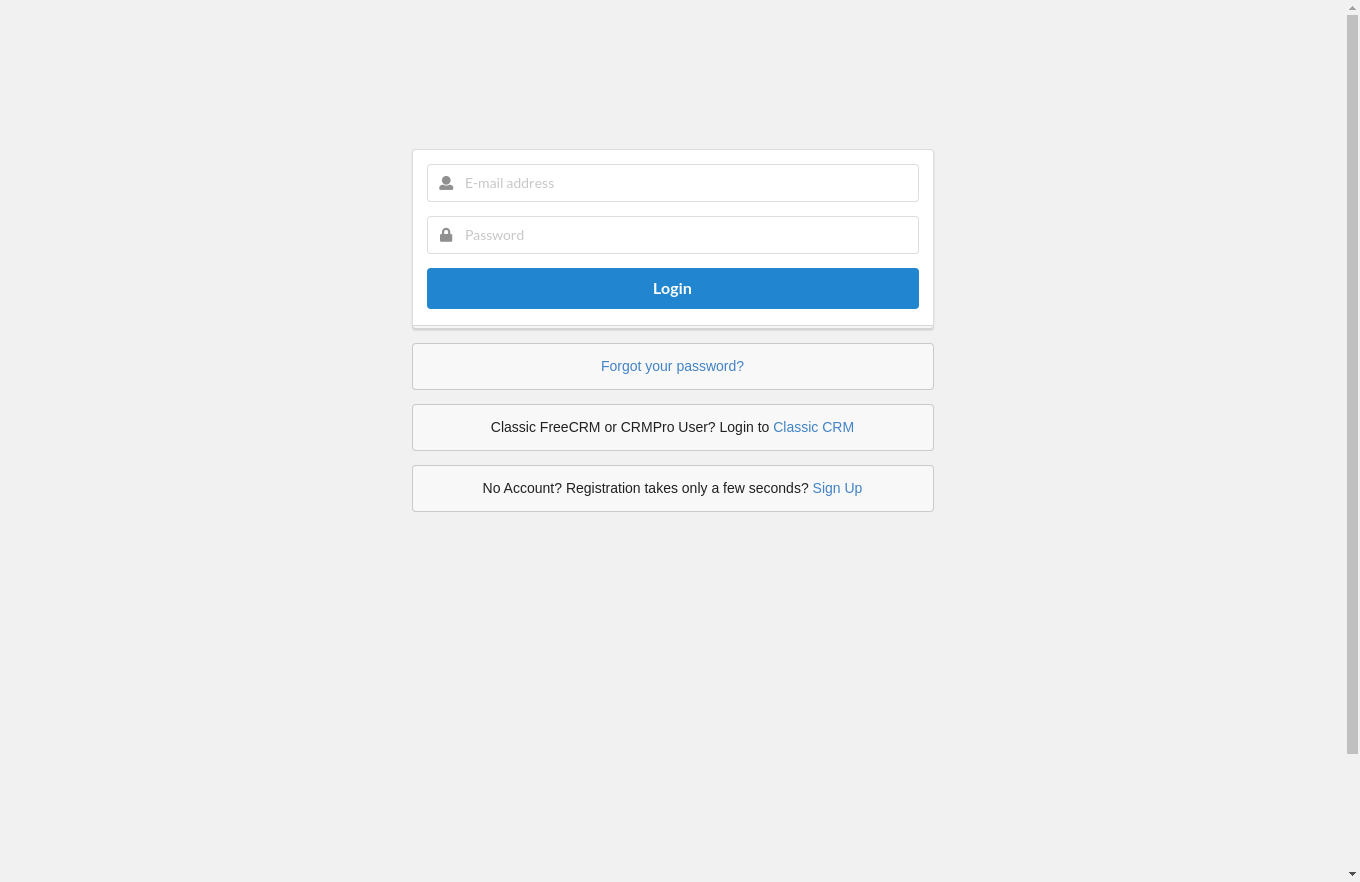 E-mail address
Password
Login
Forgot your password?
Classic FreeCRM or CRMPro User? Login to Classic CRM
No Account? Registration takes only a few seconds? Sign Up